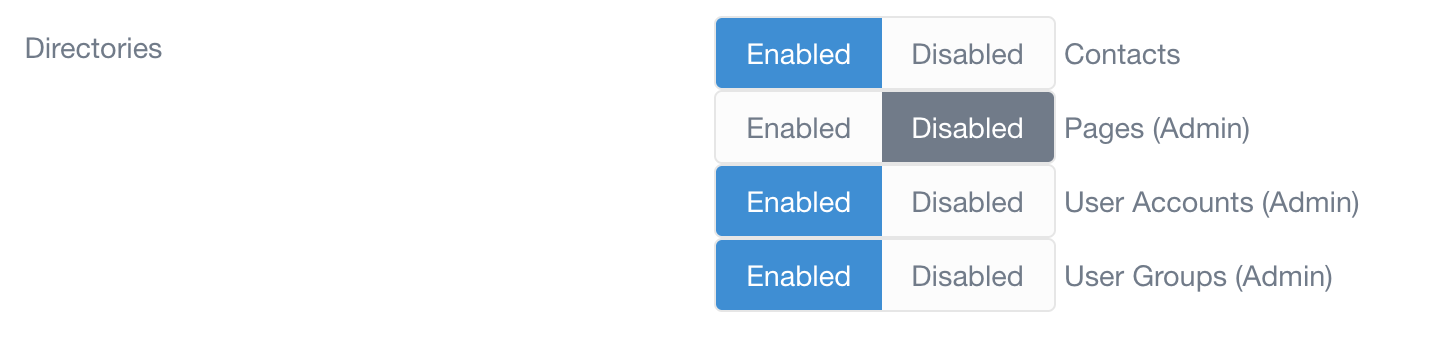 Directories
Enabled Disabled Contacts
Enabled Disabled Pages (Admin)
Enabled Disabled User Accounts (Admin)
Enabled Disabled User Groups (Admin)